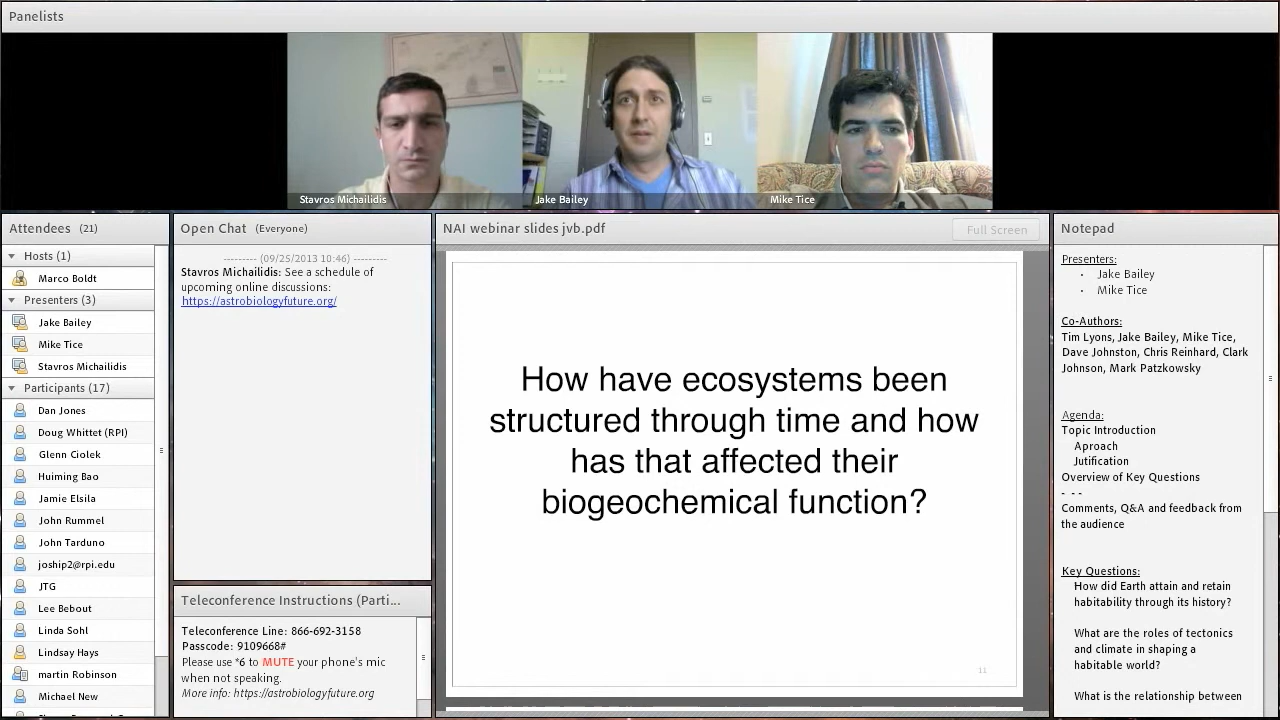 Panelists
Stavros Michailidis
Jake Bailey
Mike Tice
Attendees (21)
Hosts (1)
Marco Boldt
Presenters (3)
Jake Bailey
Mike Tice
Stavros Michailidis
Participants (17)
Dan Jones
Doug Whittet (RPI)
Glenn Ciolek
Huiming Bao
Jamie Elsila
John Rummel
John Tarduno
joship2@rpi.edu
JTG
Lee Bebout
Linda Sohl
Lindsay Hays
martin Robinson
Michael New
Open Chat (Everyone)
--------- (09/25/2013 10:46) ---------
Stavros Michailidis: See a schedule of
upcoming online discussions:
https://astrobiologyfuture.org/
Teleconference Instructions (Parti...
Teleconference Line: 866-692-3158
Passcode: 9109668#
Please use *6 to MUTE your phone's mic
when not speaking.
More info: https://astrobiologyfuture.org
NAI webinar slides jvb.pdf
Full Screen
How have ecosystems been
structured through time and how
has that affected their
biogeochemical function?
11
Notepad
Presenters:
· Jake Bailey
· Mike Tice
Co-Authors:
Tim Lyons, Jake Bailey, Mike Tice,
Dave Johnston, Chris Reinhard, Clark
Johnson, Mark Patzkowsky
Agenda:
Topic Introduction
Aproach
Jutification
Overview of Key Questions
- - -
Comments, Q&A and feedback from
the audience
Key Questions:
How did Earth attain and retain
habitability through its history?
What are the roles of tectonics
and climate in shaping a
habitable world?
What is the relationship between